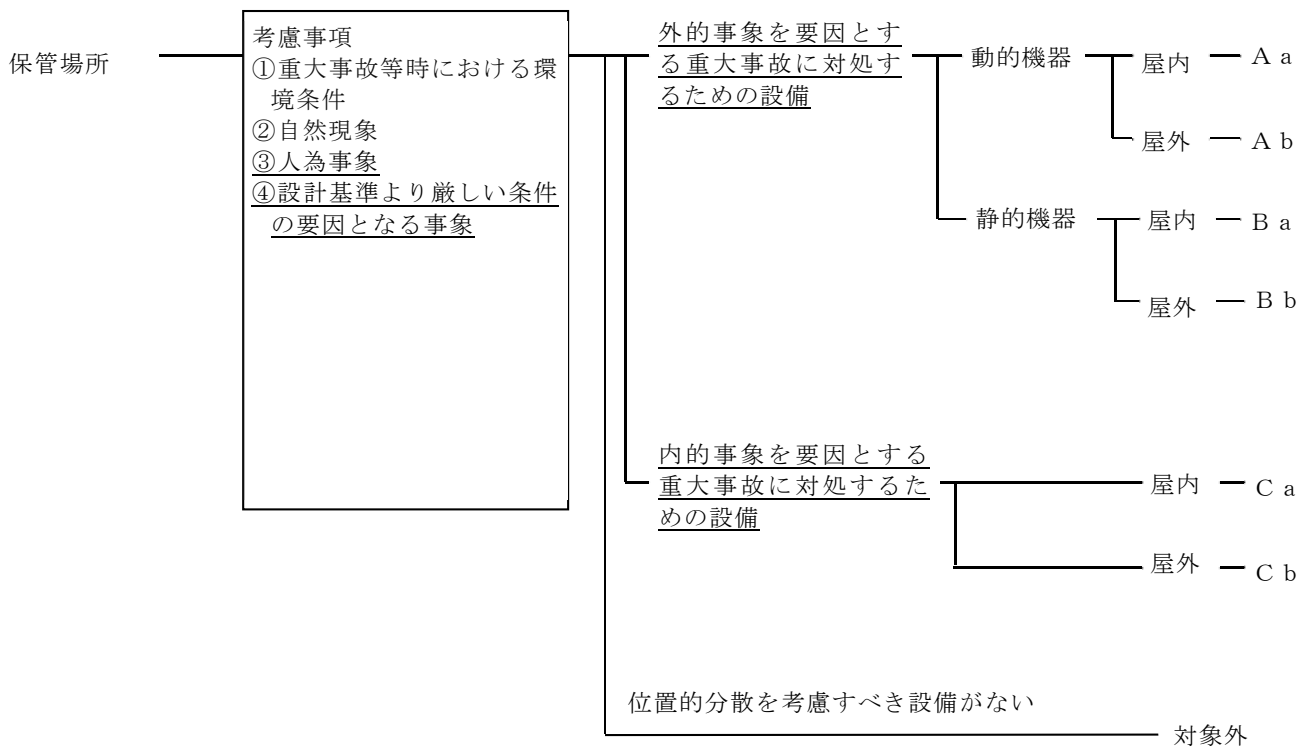 保管場所
考慮事項
①重大事故等時における環
境条件
②自然現象
③人為事象
④設計基準より厳しい条件
の要因となる事象
外的事象を要因とす
る重大事故に対処す
るための設備
動的機器
屋内
Ａａ
屋外
Ａｂ
静的機器
屋内
Ｂａ
屋外
Ｂｂ
内的事象を要因とする
重大事故に対処するた
めの設備
屋内
Ｃａ
屋外
Ｃｂ
位置的分散を考慮すべき設備がない
対象外